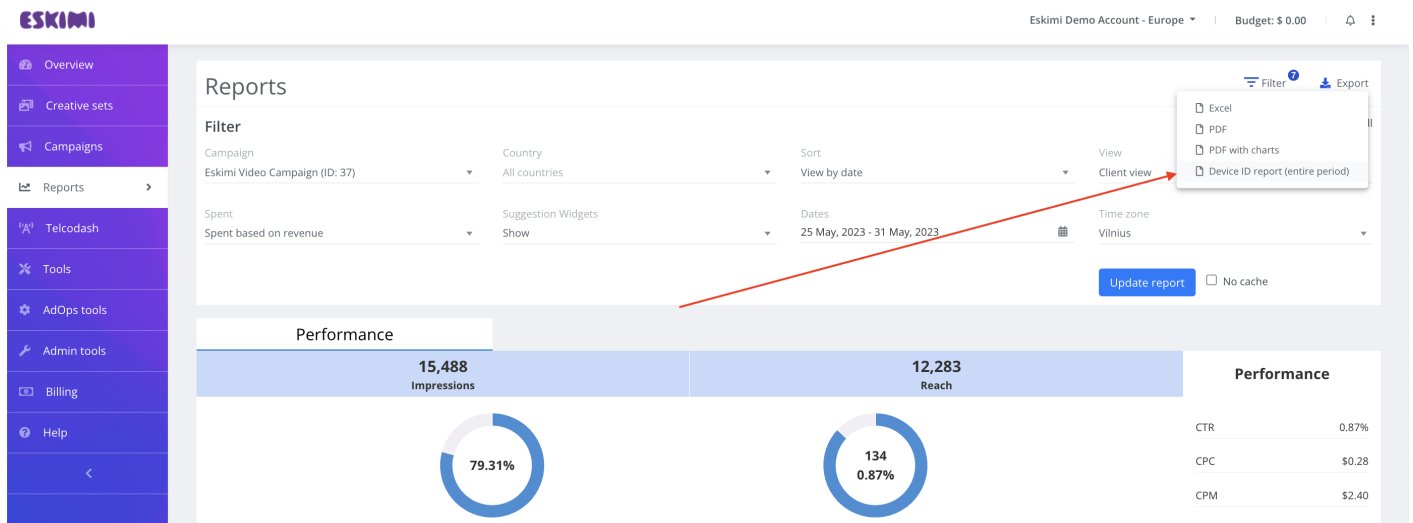 ESKIMI
Eskimi Demo Account - Europe
Budget: $ 0.00
Overview
Creative sets
Campaigns
Reports
Telcodash
Tools
AdOps tools
Admin tools
Billing
Help
Reports
Filter 7
Export
Excel
PDF
PDF with charts
Device ID report (entire period)
Filter
Campaign
Eskimi Video Campaign (ID: 37)
Country
All countries
Sort
View by date
View
Client view
Spent
Spent based on revenue
Suggestion Widgets
Show
Dates
25 May, 2023 - 31 May, 2023
Time zone
Vilnius
Update report
No cache
Performance
15,488
Impressions
12,283
Reach
79.31%
134
0.87%
Performance
CTR 0.87%
CPC $0.28
CPM $2.40